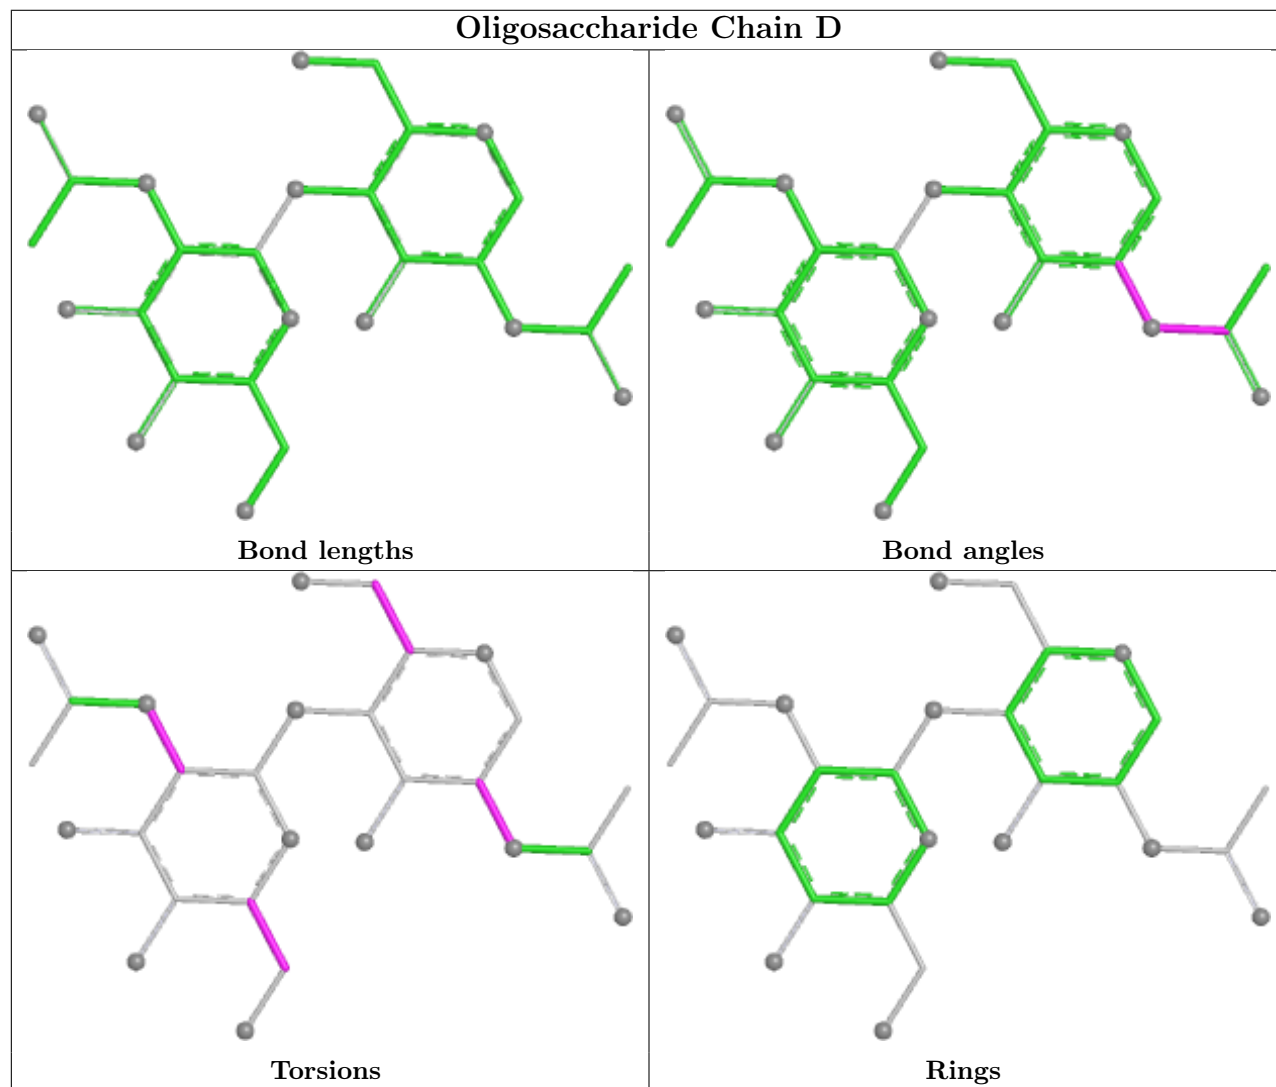 Oligosaccharide Chain D
Bond lengths
Bond angles
Torsions
Rings